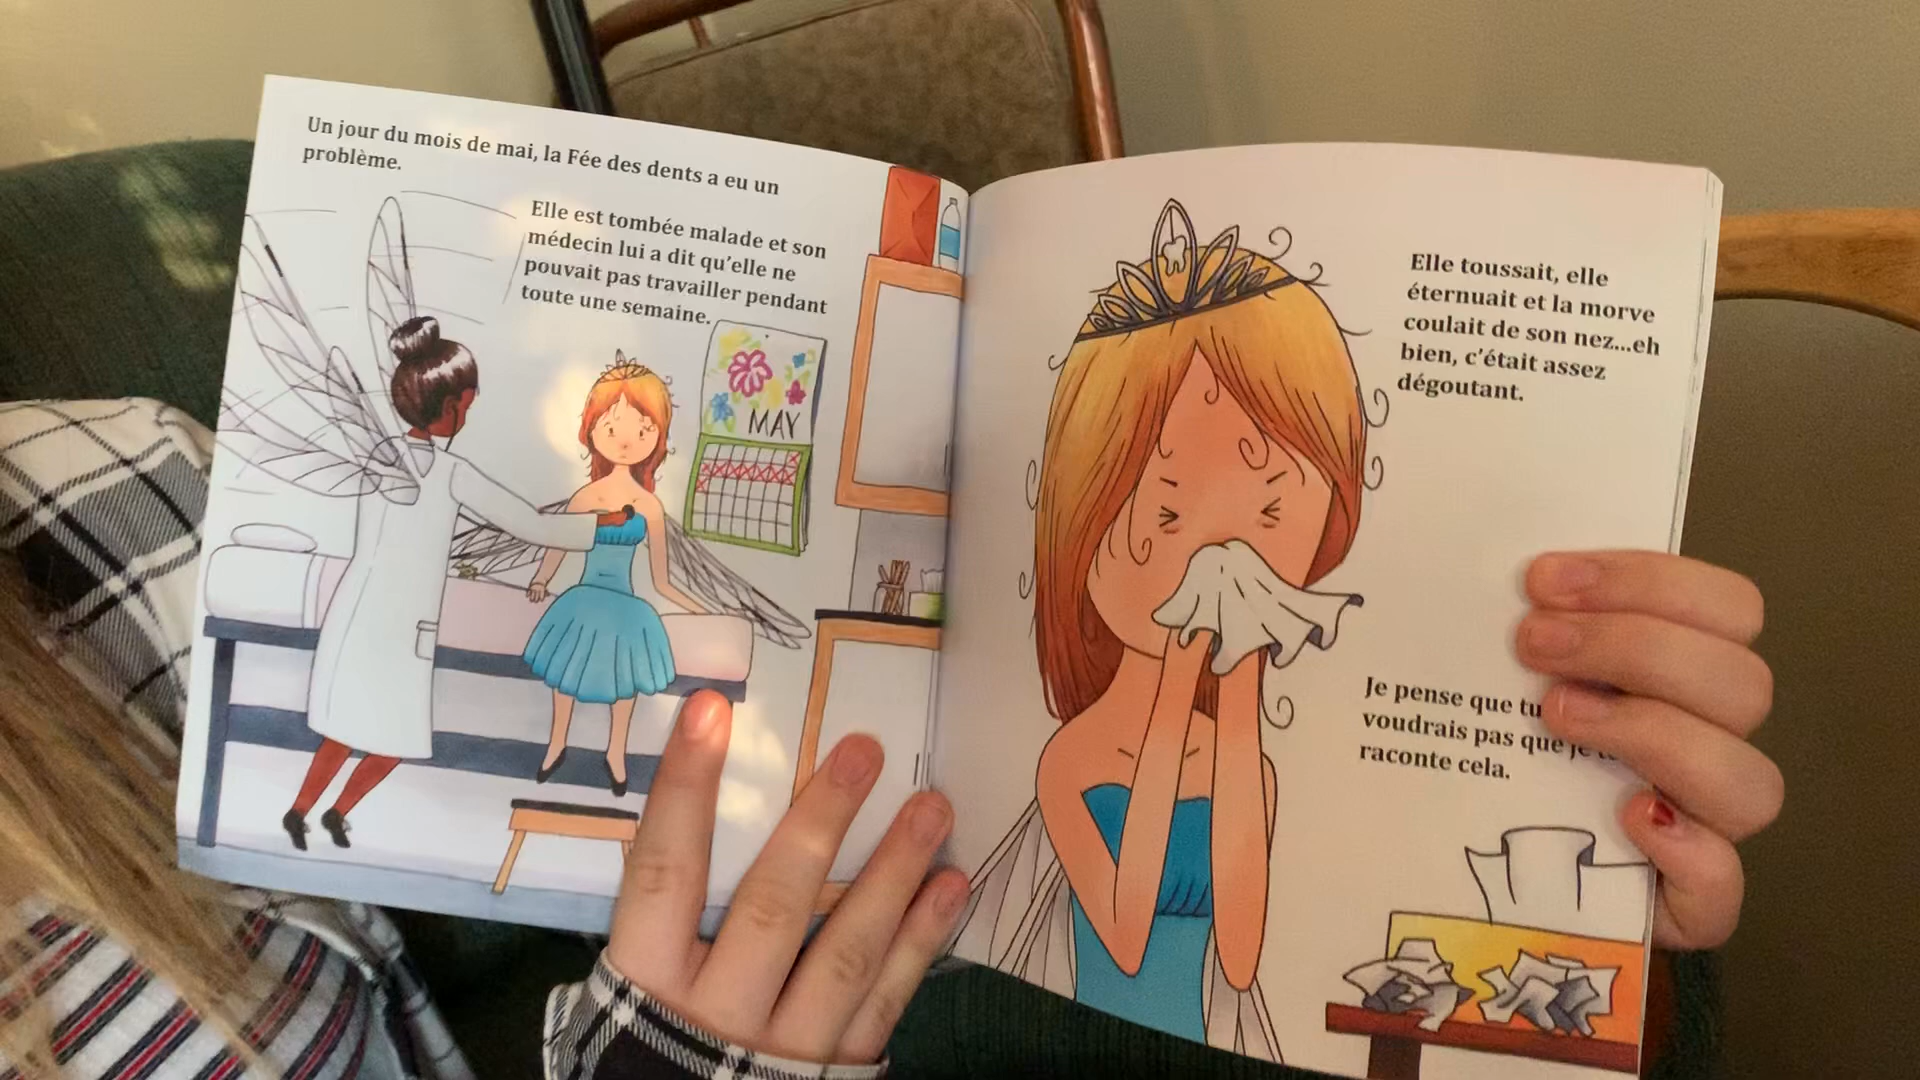 Un jour du mois de mai, la Fée des dents a eu un
problème.
Elle est tombée malade et son
médecin lui a dit qu'elle ne
pouvait pas travailler pendant
toute une semaine.
MAY
Elle toussait, elle
éternuait et la morve
coulait de son nez...eh
bien, c'était assez
dégoutant.
Je pense que tu
voudrais pas que je
raconte cela.